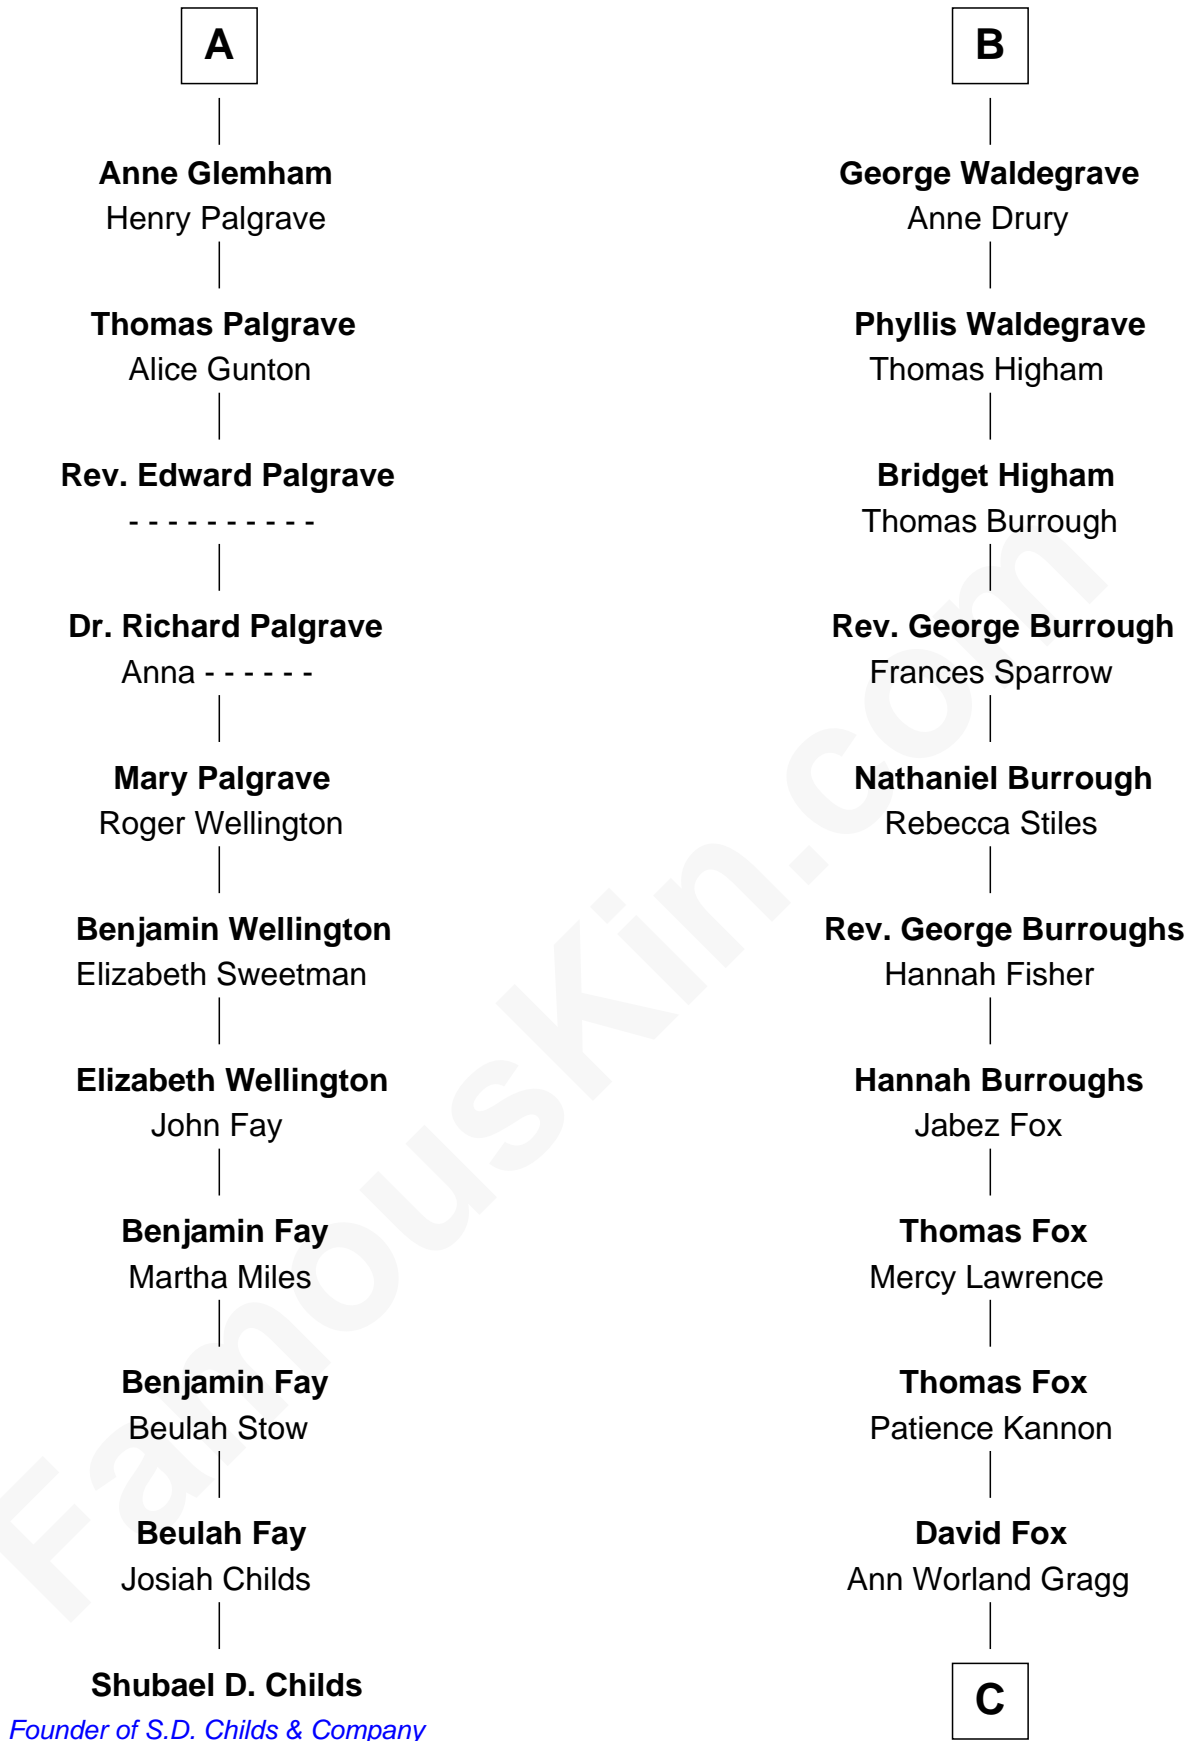 A
Anne Glemham
Henry Palgrave
Thomas Palgrave
Alice Gunton
Rev. Edward Palgrave
- - - - - - - - - -
Dr. Richard Palgrave
Anna - - - - - -
Mary Palgrave
Roger Wellington
Benjamin Wellington
Elizabeth Sweetman
Elizabeth Wellington
John Fay
Benjamin Fay
Martha Miles
Benjamin Fay
Beulah Stow
Beulah Fay
Josiah Childs
Shubael D. Childs
Founder of S.D. Childs & Company
B
George Waldegrave
Anne Drury
Phyllis Waldegrave
Thomas Higham
Bridget Higham
Thomas Burrough
Rev. George Burrough
Frances Sparrow
Nathaniel Burrough
Rebecca Stiles
Rev. George Burroughs
Hannah Fisher
Hannah Burroughs
Jabez Fox
Thomas Fox
Mercy Lawrence
Thomas Fox
Patience Kannon
David Fox
Ann Worland Gragg
C
FamousKin.com